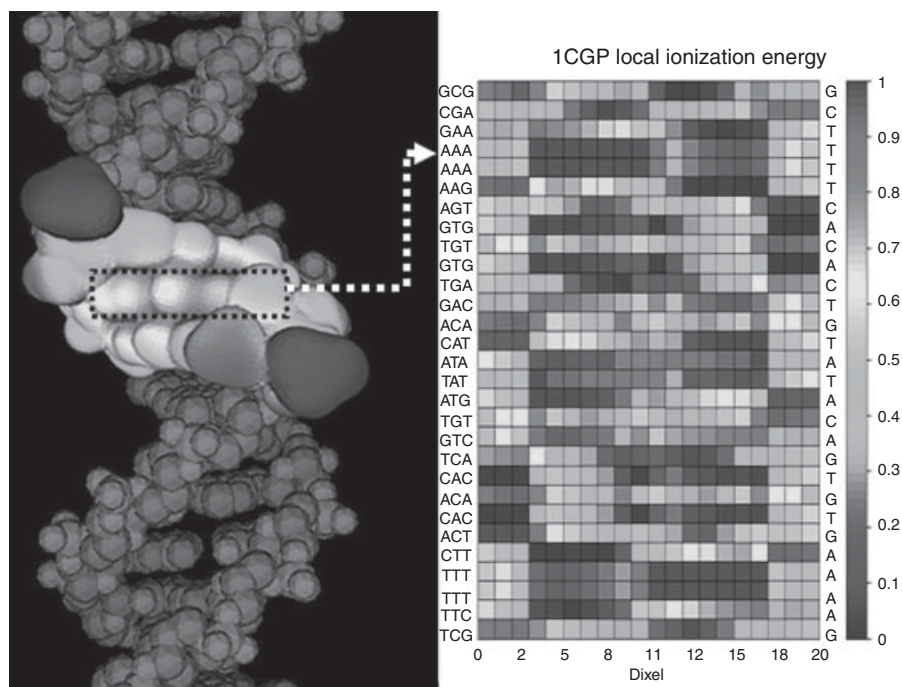 1CGP local ionization energy
GCG G
CGA C
GAA T
AAA T
AAA T
AAG T
AGT C
GTG A
TGT C
GTG A
TGA C
GAC T
ACA G
CAT T
ATA A
TAT T
ATG A
TGT C
GTC A
TCA G
CAC T
ACA G
CAC T
ACT G
CTT A
TTT A
TTT A
TTC A
TCG G
0 2 5 8 11 12 15 17 20
Dixel
1
0.9
0.8
0.7
0.6
0.5
0.4
0.3
0.2
0.1
0